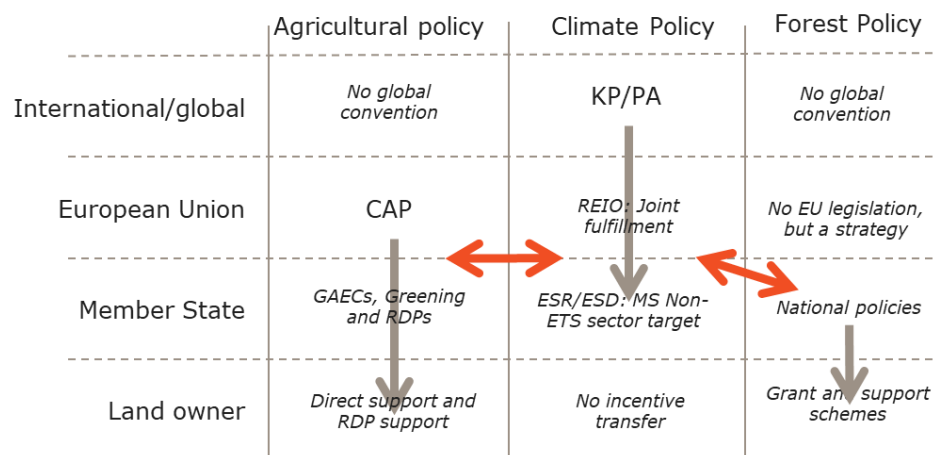 Agricultural policy
Climate Policy
Forest Policy
International/global
No global
convention
KP/PA
No global
convention
European Union
CAP
REIO: Joint
fulfillment
No EU legislation,
but a strategy
Member State
GAECs, Greening
and RDPs
ESR/ESD: MS Non-
ETS sector target
National policies
Land owner
Direct support and
RDP support
No incentive
transfer
Grant and support
schemes